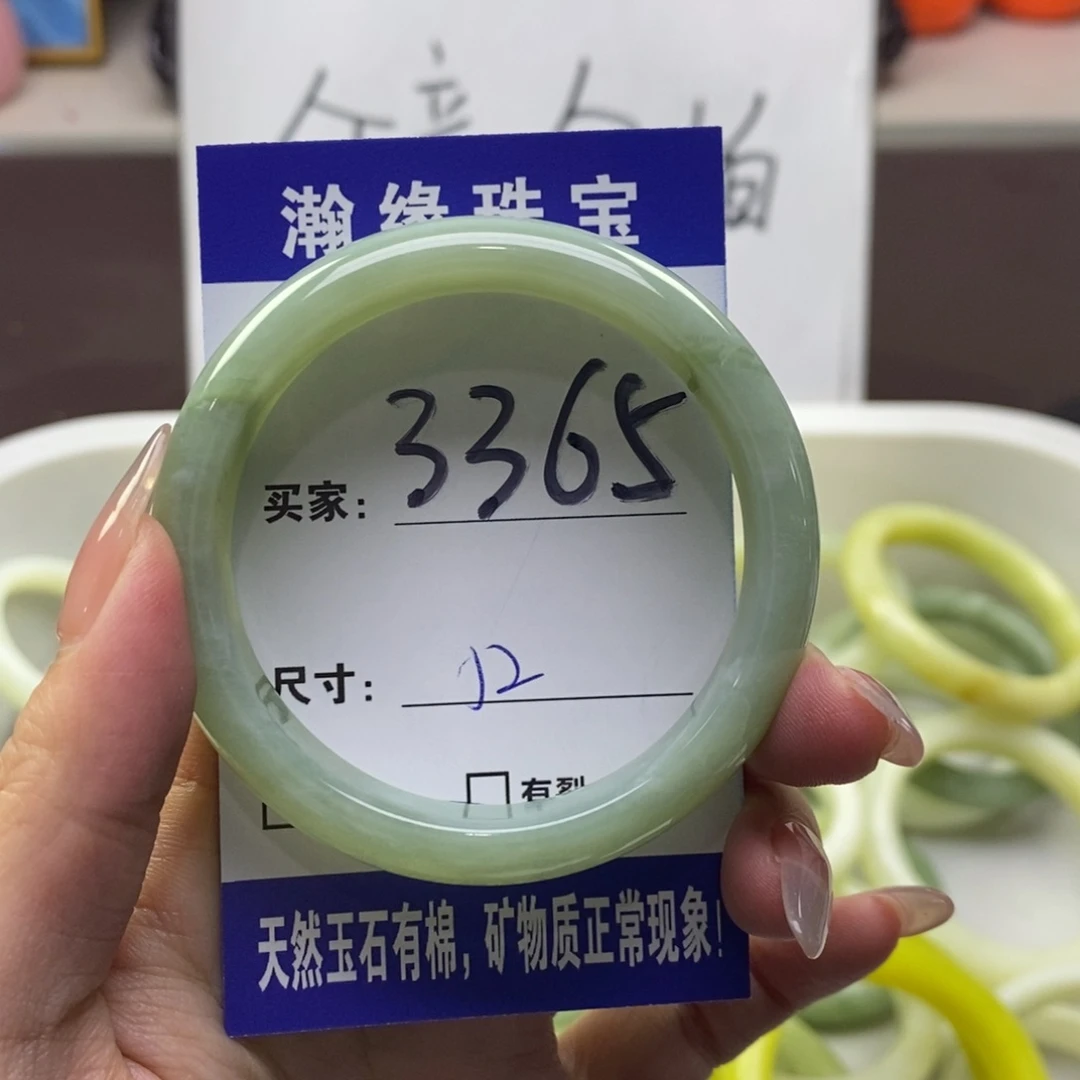 瀚缘珠宝
买家： 3365
尺寸： 12
有裂
天然玉石有棉，矿物质正常现象！